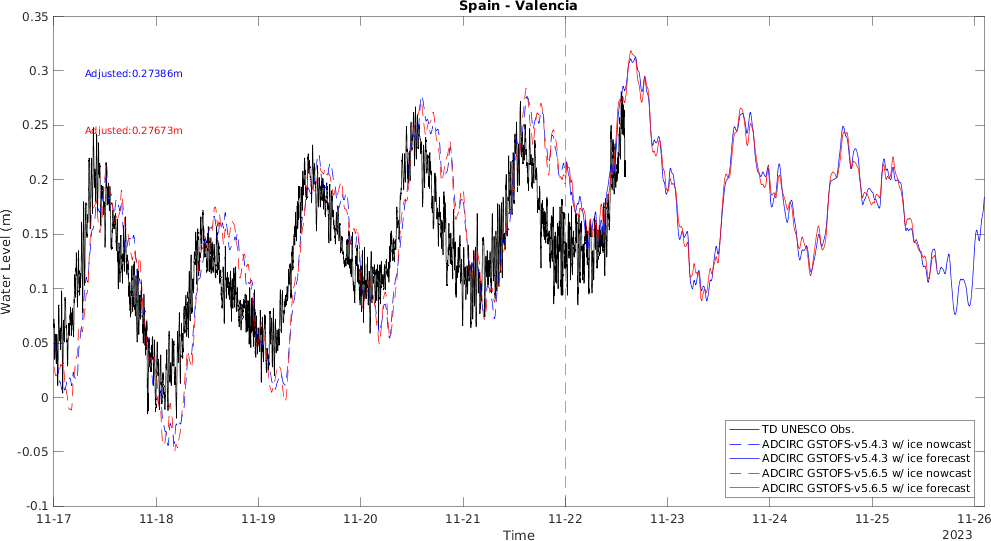 Spain - Valencia
0.35
0.3
0.25
0.2
0.15
0.1
0.05
0
-0.05
-0.1
Water Level (m)
Adjusted:0.27386m
Adjusted:0.27673m
TD UNESCO Obs.
ADCIRC GSTOFS-v5.4.3 w/ ice nowcast
ADCIRC GSTOFS-v5.4.3 w/ ice forecast
ADCIRC GSTOFS-v5.6.5 w/ ice nowcast
ADCIRC GSTOFS-v5.6.5 w/ ice forecast
11-17 11-18 11-19 11-20 11-21 11-22 11-23 11-24 11-25 11-26
Time
2023